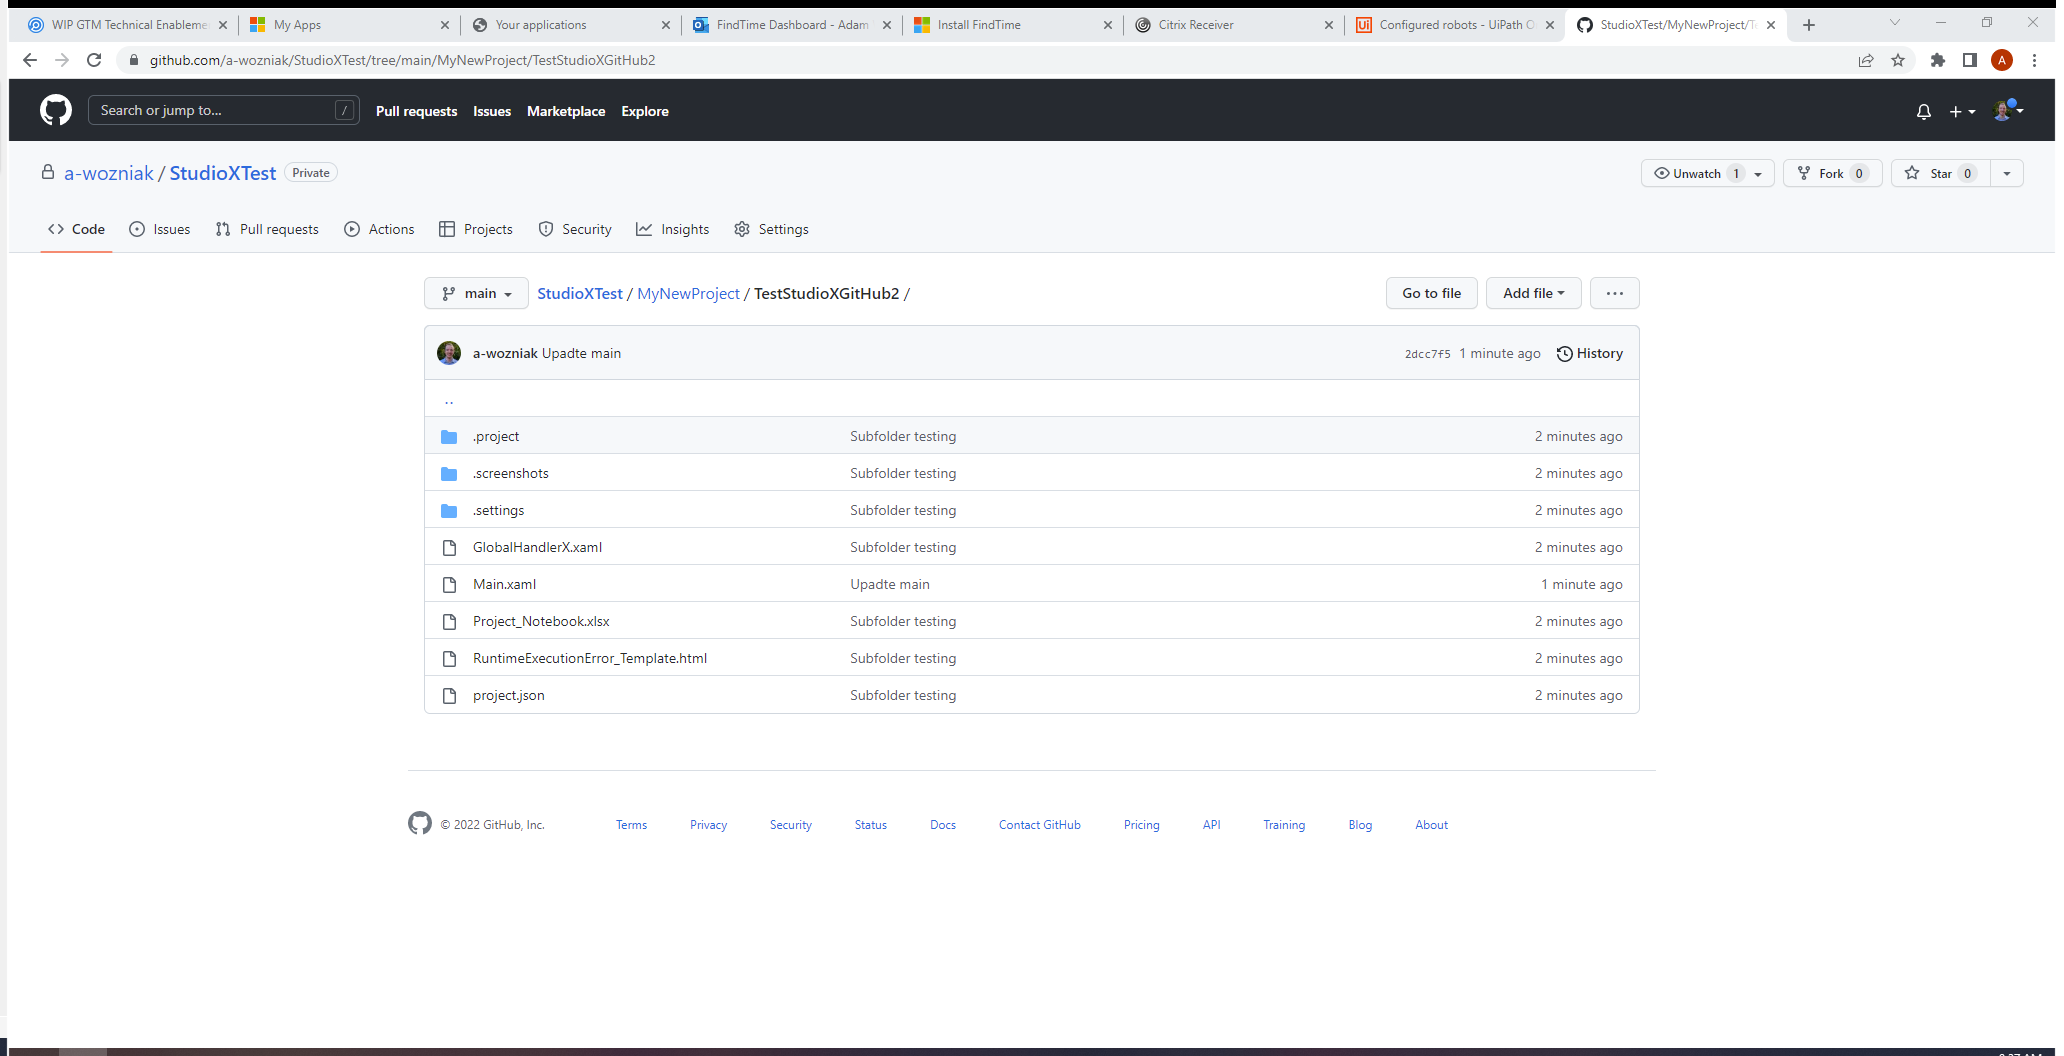 WIP GTM Technical Enableme
My Apps
Your applications
FindTime Dashboard - Adam
Install FindTime
Citrix Receiver
Ui Configured robots - UiPath O
StudioXTest/MyNewProject/Te
github.com/a-wozniak/StudioXTest/tree/main/MyNewProject/TestStudioXGitHub2
A
Search or jump to... /
Pull requests Issues Marketplace Explore
a-wozniak / StudioXTest Private
Unwatch 1 Fork 0 Star 0
Code Issues Pull requests Actions Projects Security Insights Settings
main StudioXTest / MyNewProject / TestStudioXGitHub2 / Go to file Add file ...
a-wozniak Upadte main 2dcc7f5 1 minute ago History
..
.project Subfolder testing 2 minutes ago
.screenshots Subfolder testing 2 minutes ago
.settings Subfolder testing 2 minutes ago
GlobalHandlerX.xaml Subfolder testing 2 minutes ago
Main.xaml Upadte main 1 minute ago
Project_Notebook.xlsx Subfolder testing 2 minutes ago
RuntimeExecutionError_Template.html Subfolder testing 2 minutes ago
project.json Subfolder testing 2 minutes ago
© 2022 GitHub, Inc. Terms Privacy Security Status Docs Contact GitHub Pricing API Training Blog About